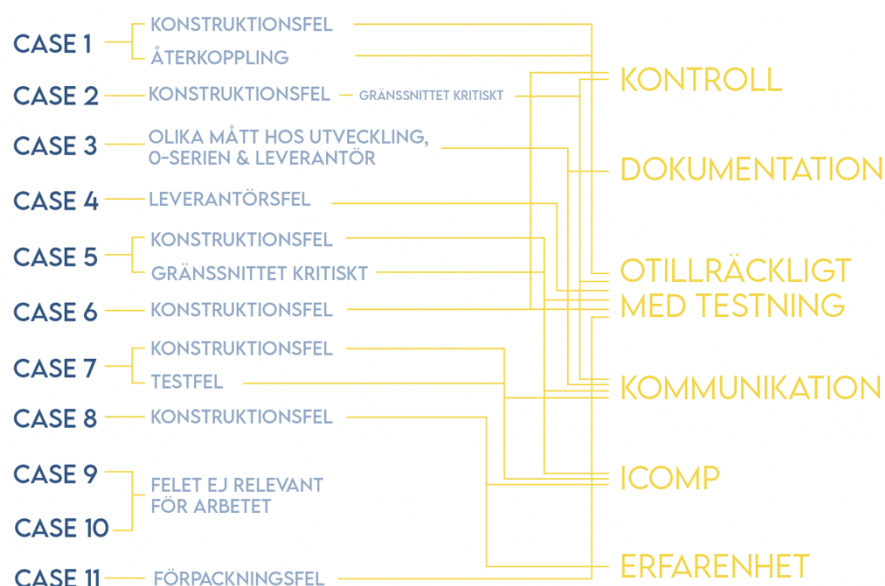 CASE 1
KONSTRUKTIONSFEL
ÅTERKOPPLING
CASE 2
KONSTRUKTIONSFEL
GRÄNSSNITTET KRITISKT
CASE 3
OLIKA MÅTT HOS UTVECKLING,
0-SERIEN & LEVERANTÖR
CASE 4
LEVERANTÖRSFEL
CASE 5
KONSTRUKTIONSFEL
GRÄNSSNITTET KRITISKT
CASE 6
KONSTRUKTIONSFEL
CASE 7
KONSTRUKTIONSFEL
TESTFEL
CASE 8
KONSTRUKTIONSFEL
CASE 9
CASE 10
FELET EJ RELEVANT
FÖR ARBETET
CASE 11
FÖRPACKNINGSFEL
KONTROLL
DOKUMENTATION
OTILLRÄCKLIGT
MED TESTNING
KOMMUNIKATION
ICOMP
ERFARENHET